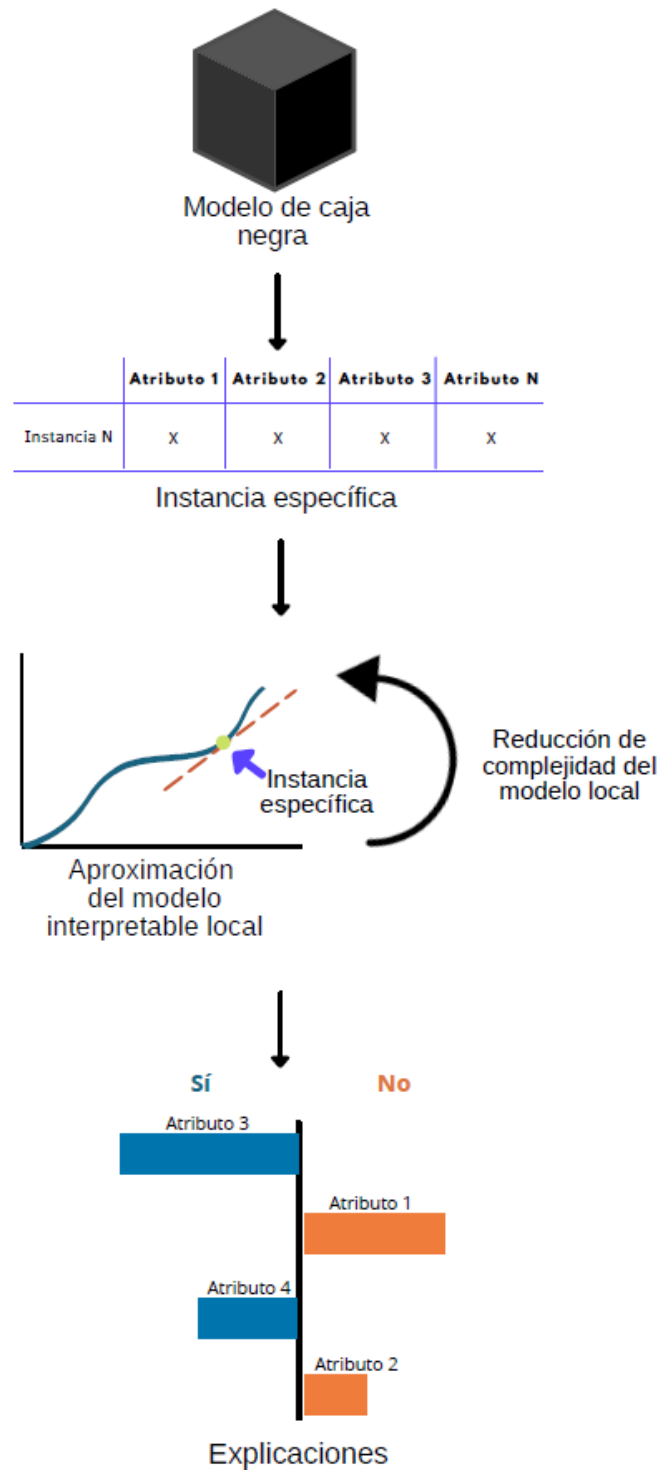 Modelo de caja
negra
Atributo 1 Atributo 2 Atributo 3 Atributo N
Instancia N X X X X
Instancia específica
Instancia
específica
Reducción de
complejidad del
modelo local
Aproximación
del modelo
interpretable local
Sí No
Atributo 3
Atributo 1
Atributo 4
Atributo 2
Explicaciones